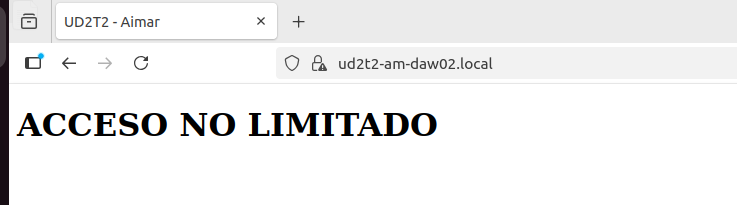 UD2T2 - Aimar
ud2t2-am-daw02.local
ACCESO NO LIMITADO